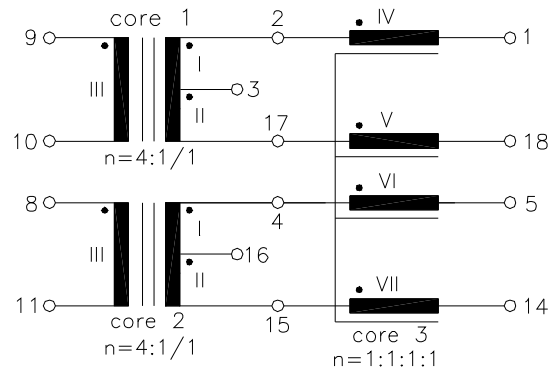 core 1
2
IV
9
1
I
III
3
II
V
10
17
18
n=4:1/1
VI
8
4
5
I
III
16
II
VII
11
15
14
core 2
n=4:1/1
core 3
n=1:1:1:1